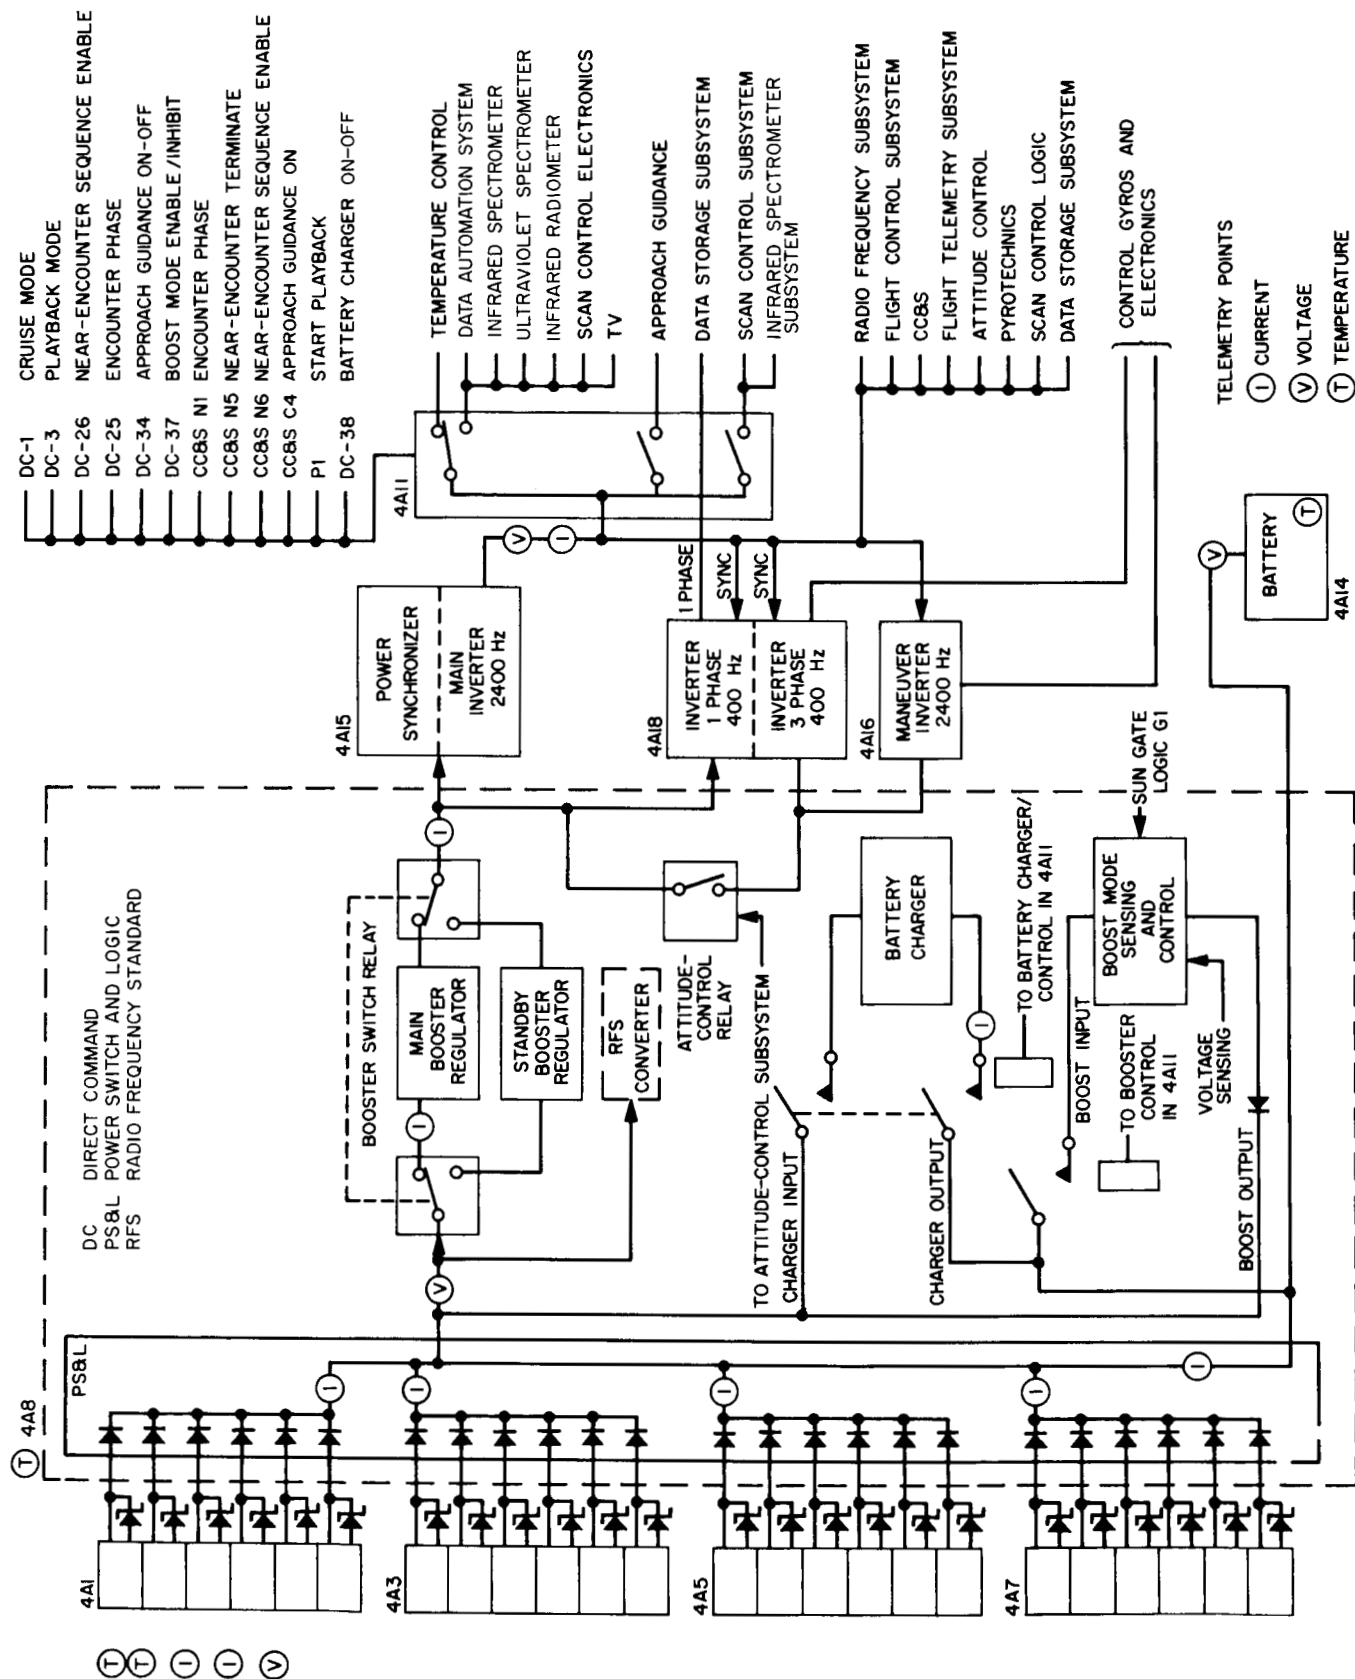 DC-1 CRUISE MODE
DC-3 PLAYBACK MODE
DC-26 NEAR-ENCOUNTER SEQUENCE ENABLE
DC-25 ENCOUNTER PHASE
DC-34 APPROACH GUIDANCE ON-OFF
DC-37 BOOST MODE ENABLE/INHIBIT
CC&S N1 ENCOUNTER PHASE
CC&S N5 NEAR-ENCOUNTER TERMINATE
CC&S N6 NEAR-ENCOUNTER SEQUENCE ENABLE
CC&S C4 APPROACH GUIDANCE ON
P1 START PLAYBACK
DC-38 BATTERY CHARGER ON-OFF
4A11
TEMPERATURE CONTROL
DATA AUTOMATION SYSTEM
INFRARED SPECTROMETER
ULTRAVIOLET SPECTROMETER
INFRARED RADIOMETER
SCAN CONTROL ELECTRONICS
TV
APPROACH GUIDANCE
DATA STORAGE SUBSYSTEM
SCAN CONTROL SUBSYSTEM
INFRARED SPECTROMETER
SUBSYSTEM
RADIO FREQUENCY SUBSYSTEM
FLIGHT CONTROL SUBSYSTEM
CC&S
FLIGHT TELEMETRY SUBSYSTEM
ATTITUDE CONTROL
PYROTECHNICS
SCAN CONTROL LOGIC
DATA STORAGE SUBSYSTEM
CONTROL GYROS AND
ELECTRONICS
TELEMETRY POINTS
I CURRENT
V VOLTAGE
T TEMPERATURE
4A15
POWER
SYNCHRONIZER
MAIN
INVERTER
2400 Hz
V
I
1 PHASE
SYNC
SYNC
4A18
INVERTER
1 PHASE
400 Hz
INVERTER
3 PHASE
400 Hz
4A16
MANEUVER
INVERTER
2400 Hz
V
BATTERY
T
4A14
DC DIRECT COMMAND
PS&L POWER SWITCH AND LOGIC
RFS RADIO FREQUENCY STANDARD
BOOSTER SWITCH RELAY
I
MAIN
BOOSTER
REGULATOR
I
STANDBY
BOOSTER
REGULATOR
RFS
CONVERTER
V
ATTITUDE-
CONTROL
RELAY
TO ATTITUDE-CONTROL SUBSYSTEM
CHARGER INPUT
BATTERY
CHARGER
I
CHARGER OUTPUT
TO BATTERY CHARGER/
CONTROL IN 4A11
BOOST INPUT
BOOST MODE
SENSING
AND
CONTROL
SUN GATE
LOGIC G1
TO BOOSTER
CONTROL
IN 4A11
VOLTAGE
SENSING
BOOST OUTPUT
T 4A8
PS&L
I
I
I
I
I
4A1
4A3
4A5
4A7
T
T
I
I
V